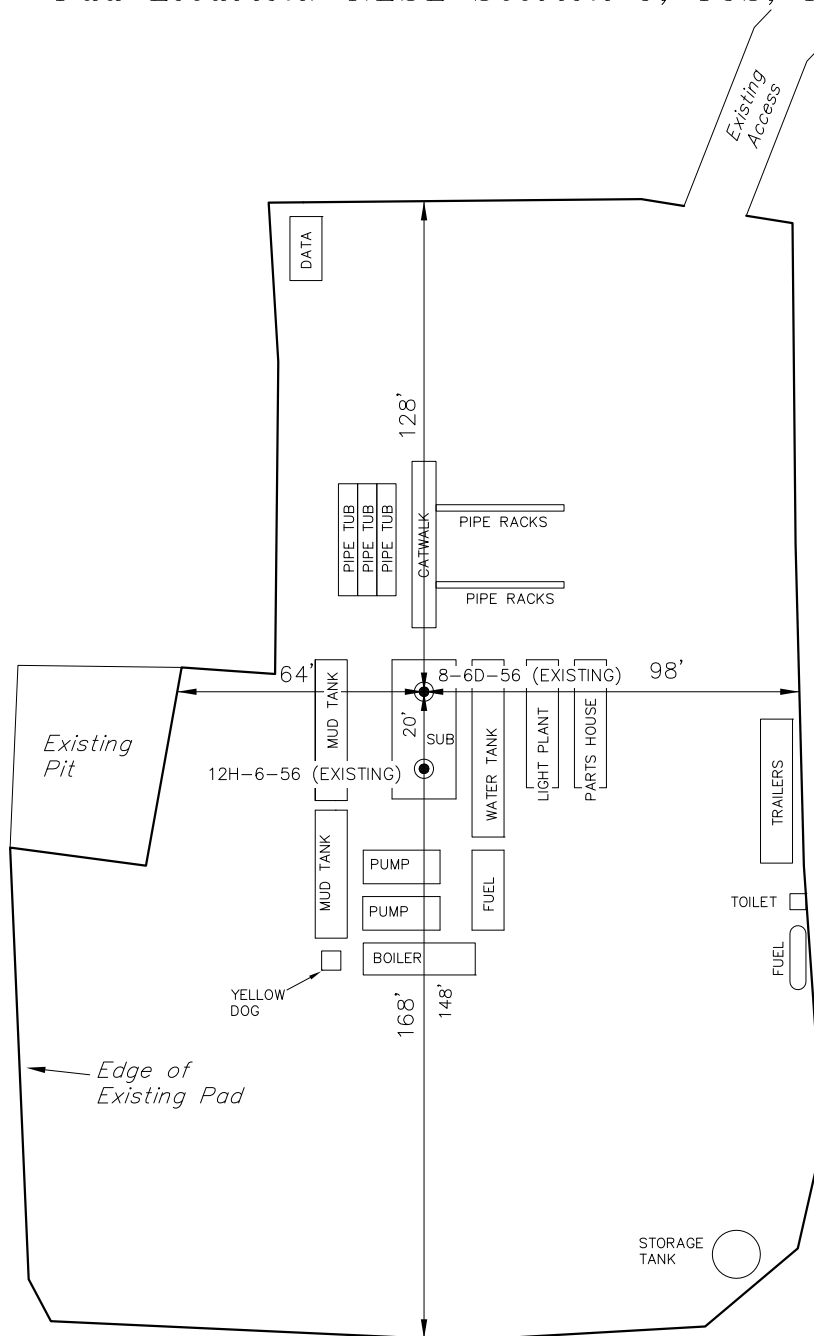 Existing
Access
DATA
128'
PIPE TUB
PIPE TUB
PIPE TUB
CATWALK
PIPE RACKS
PIPE RACKS
64'
8-6D-56 (EXISTING)
98'
MUD TANK
20'
SUB
WATER TANK
LIGHT PLANT
PARTS HOUSE
Existing
Pit
12H-6-56 (EXISTING)
TRAILERS
MUD TANK
PUMP
PUMP
FUEL
TOILET
BOILER
FUEL
YELLOW
DOG
168'
148'
Edge of
Existing Pad
STORAGE
TANK